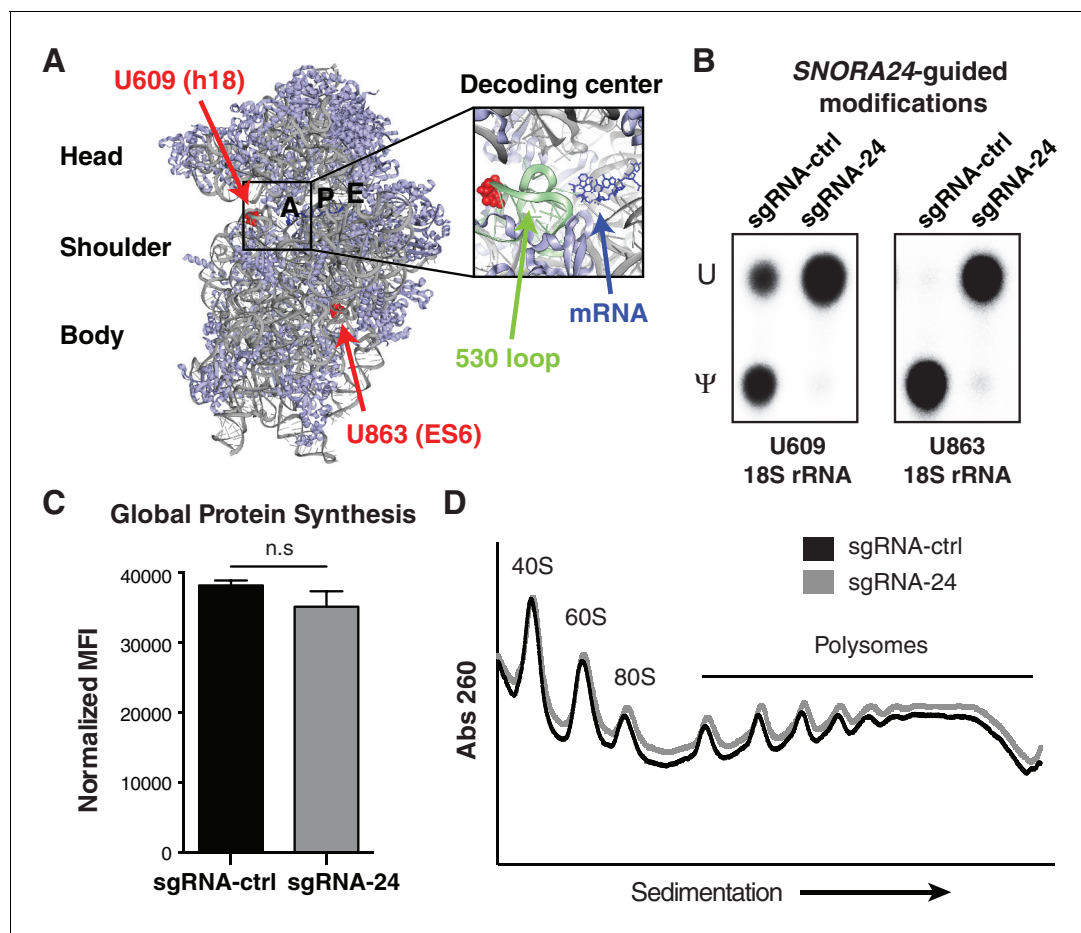 A
U609 (h18)
Head
Shoulder
Body
A
P
E
Decoding center
mRNA
530 loop
U863 (ES6)
B
SNORA24-guided
modifications
sgRNA-ctrl
sgRNA-24
sgRNA-ctrl
sgRNA-24
U
Ψ
U609
18S rRNA
U863
18S rRNA
C
Global Protein Synthesis
n.s
Normalized MFI
40000
30000
20000
10000
0
sgRNA-ctrl
sgRNA-24
D
sgRNA-ctrl
sgRNA-24
40S
60S
80S
Polysomes
Abs 260
Sedimentation